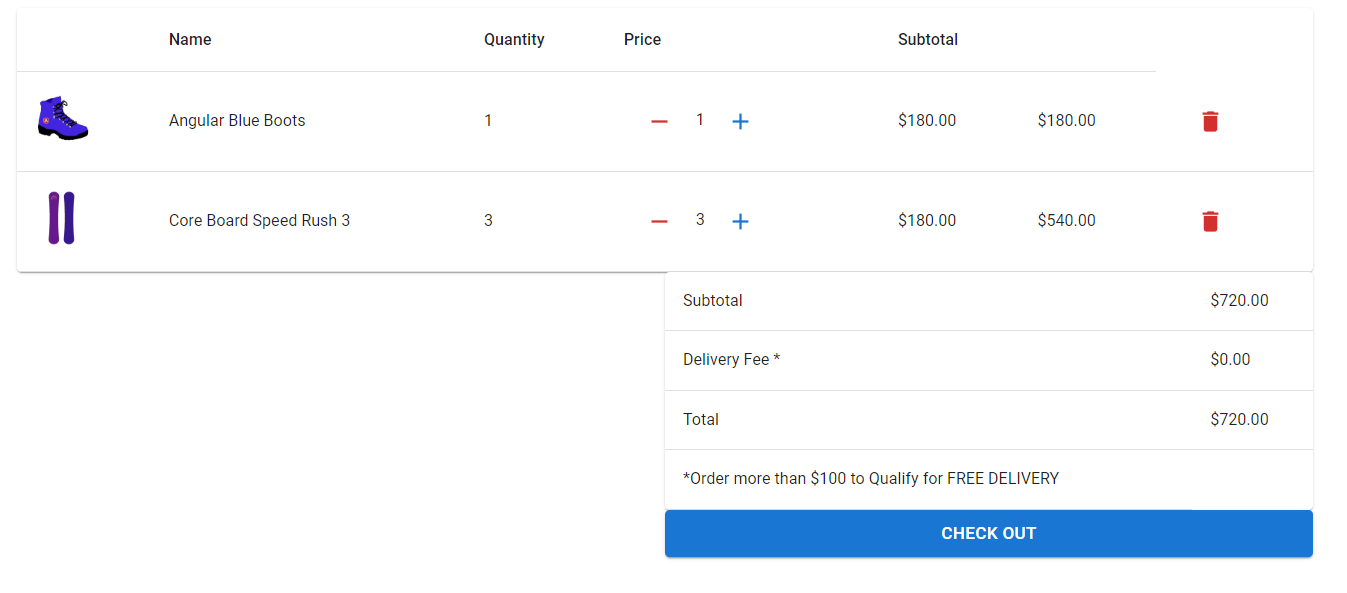 Name Quantity Price Subtotal
Angular Blue Boots 1 1 $180.00 $180.00
Core Board Speed Rush 3 3 3 $180.00 $540.00
Subtotal $720.00
Delivery Fee * $0.00
Total $720.00
*Order more than $100 to Qualify for FREE DELIVERY
CHECK OUT